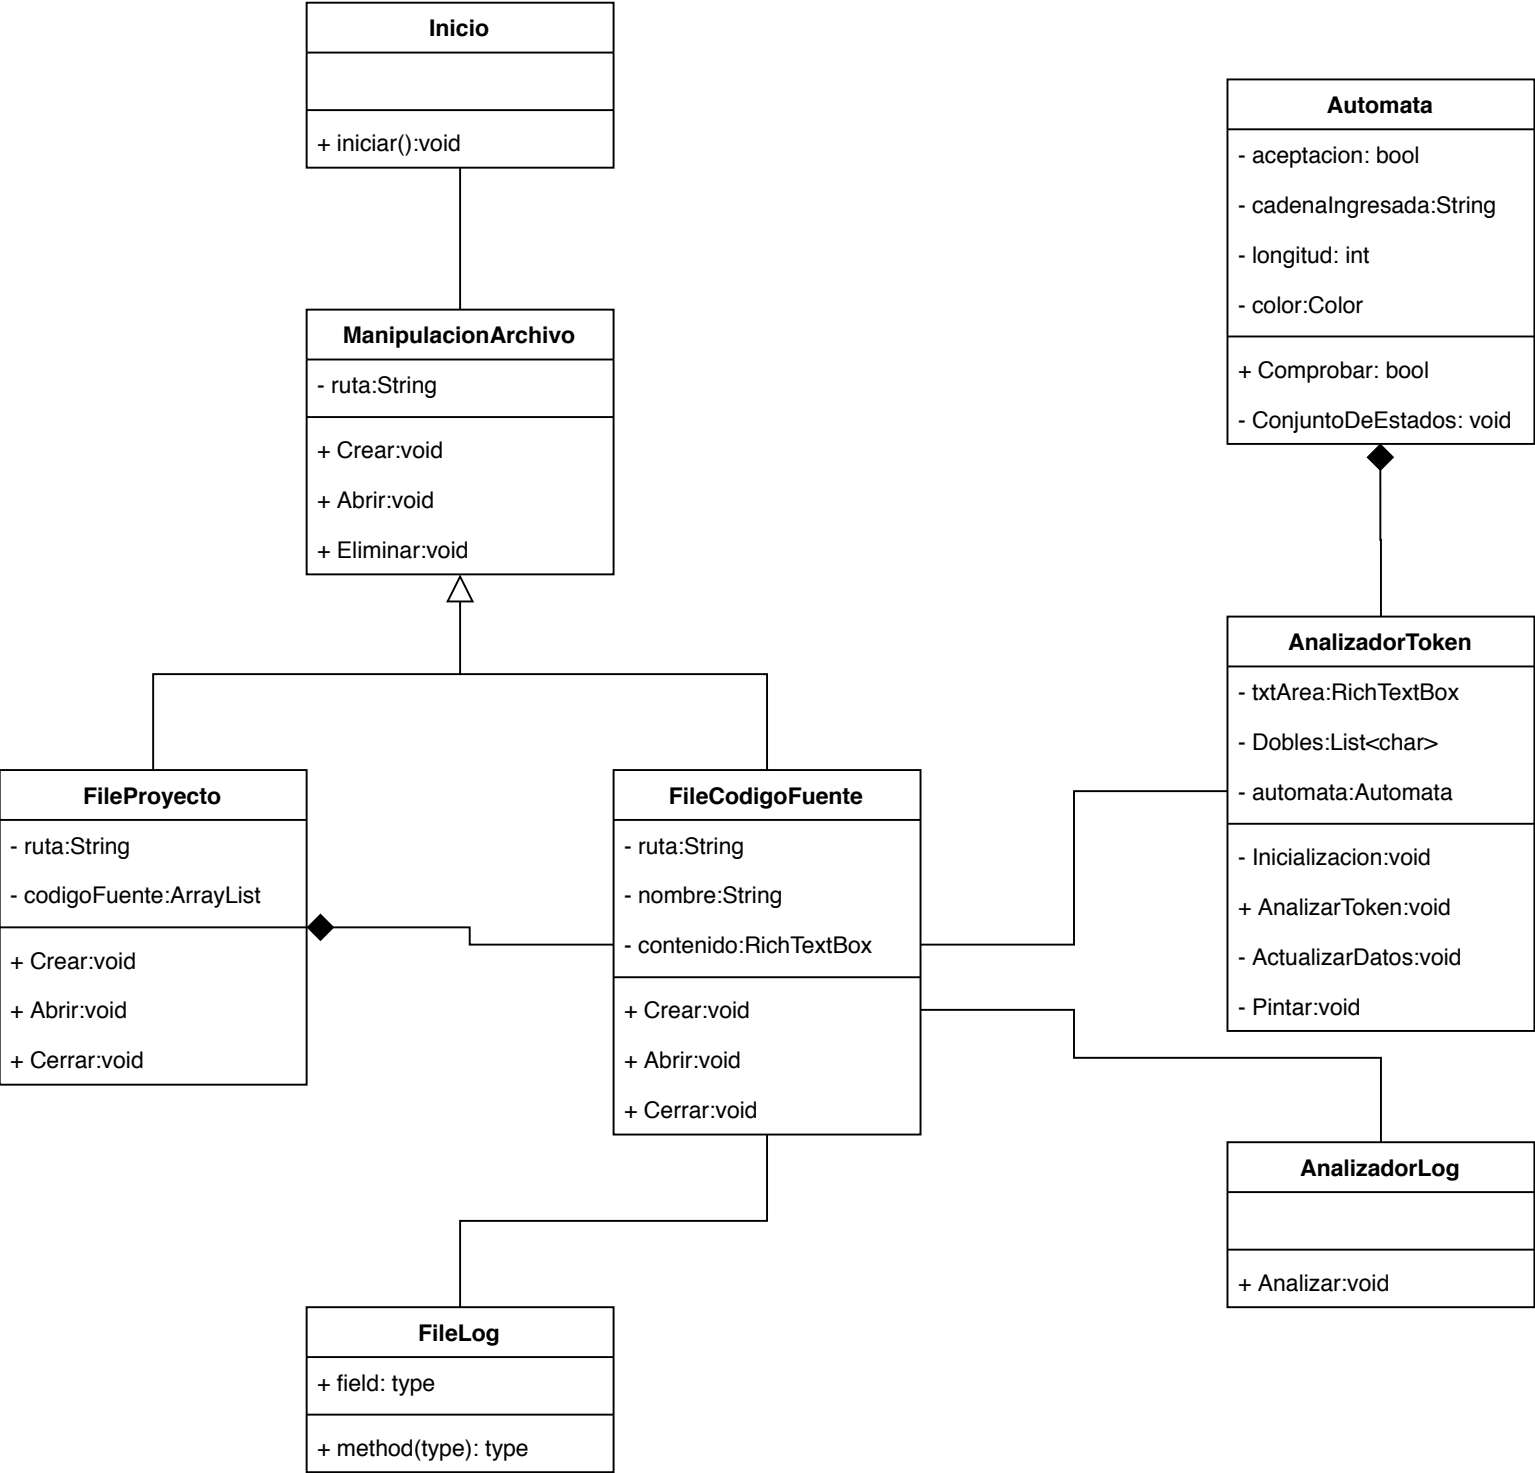 Inicio
+ iniciar():void
Automata
- aceptacion: bool
- cadenaIngresada:String
- longitud: int
- color:Color
+ Comprobar: bool
- ConjuntoDeEstados: void
ManipulacionArchivo
- ruta:String
+ Crear:void
+ Abrir:void
+ Eliminar:void
AnalizadorToken
- txtArea:RichTextBox
- Dobles:List<char>
- automata:Automata
- Inicializacion:void
+ AnalizarToken:void
- ActualizarDatos:void
- Pintar:void
FileProyecto
- ruta:String
- codigoFuente:ArrayList
+ Crear:void
+ Abrir:void
+ Cerrar:void
FileCodigoFuente
- ruta:String
- nombre:String
- contenido:RichTextBox
+ Crear:void
+ Abrir:void
+ Cerrar:void
AnalizadorLog
+ Analizar:void
FileLog
+ field: type
+ method(type): type